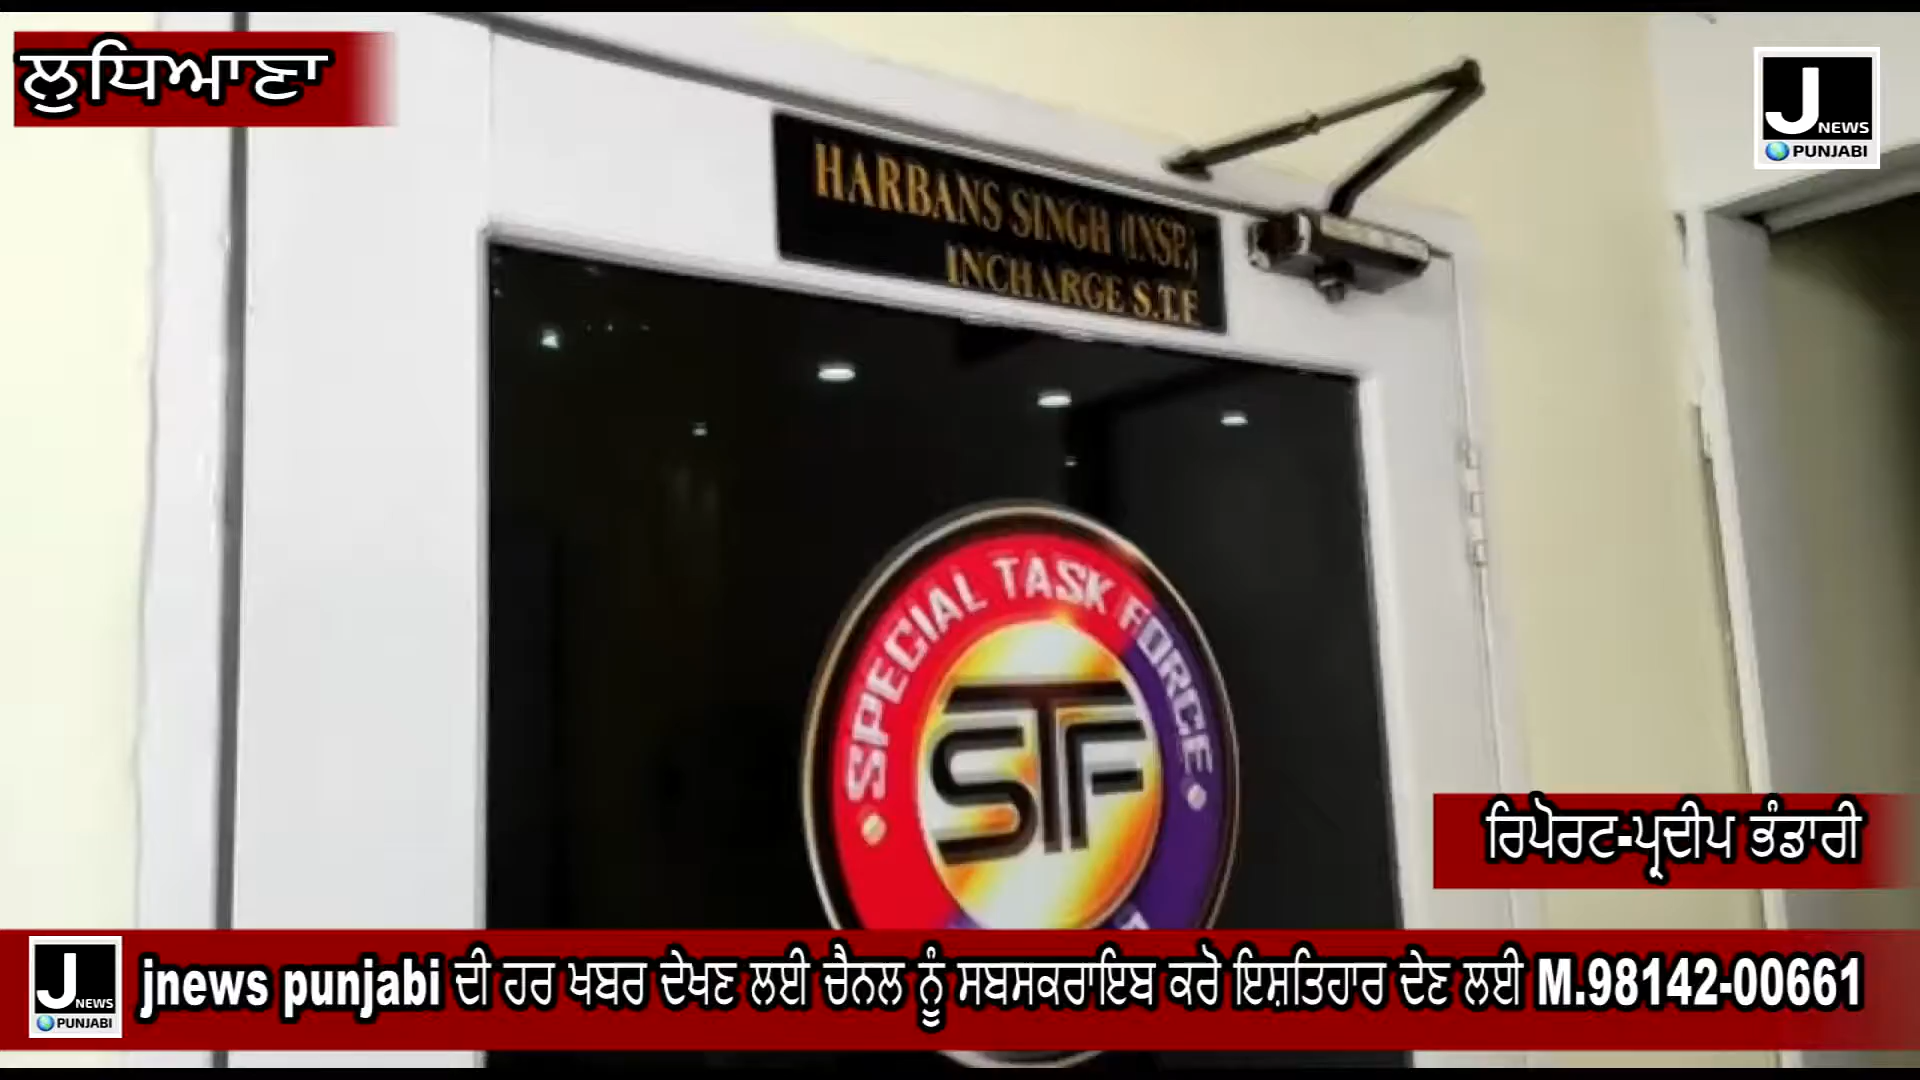 ਲੁਧਿਆਣਾ
J NEWS
PUNJABI
HARBANS SINGH (INSP.)
INCHARGE S.T.F
SPECIAL TASK FORCE
STF
ਰਿਪੋਰਟ-ਪ੍ਰਦੀਪ ਭੰਡਾਰੀ
J NEWS
PUNJABI
jnews punjabi ਦੀ ਹਰ ਖਬਰ ਦੇਖਣ ਲਈ ਚੈਨਲ ਨੂੰ ਸਬਸਕਰਾਇਬ ਕਰੋ ਇਸ਼ਤਿਹਾਰ ਦੇਣ ਲਈ M.98142-00661